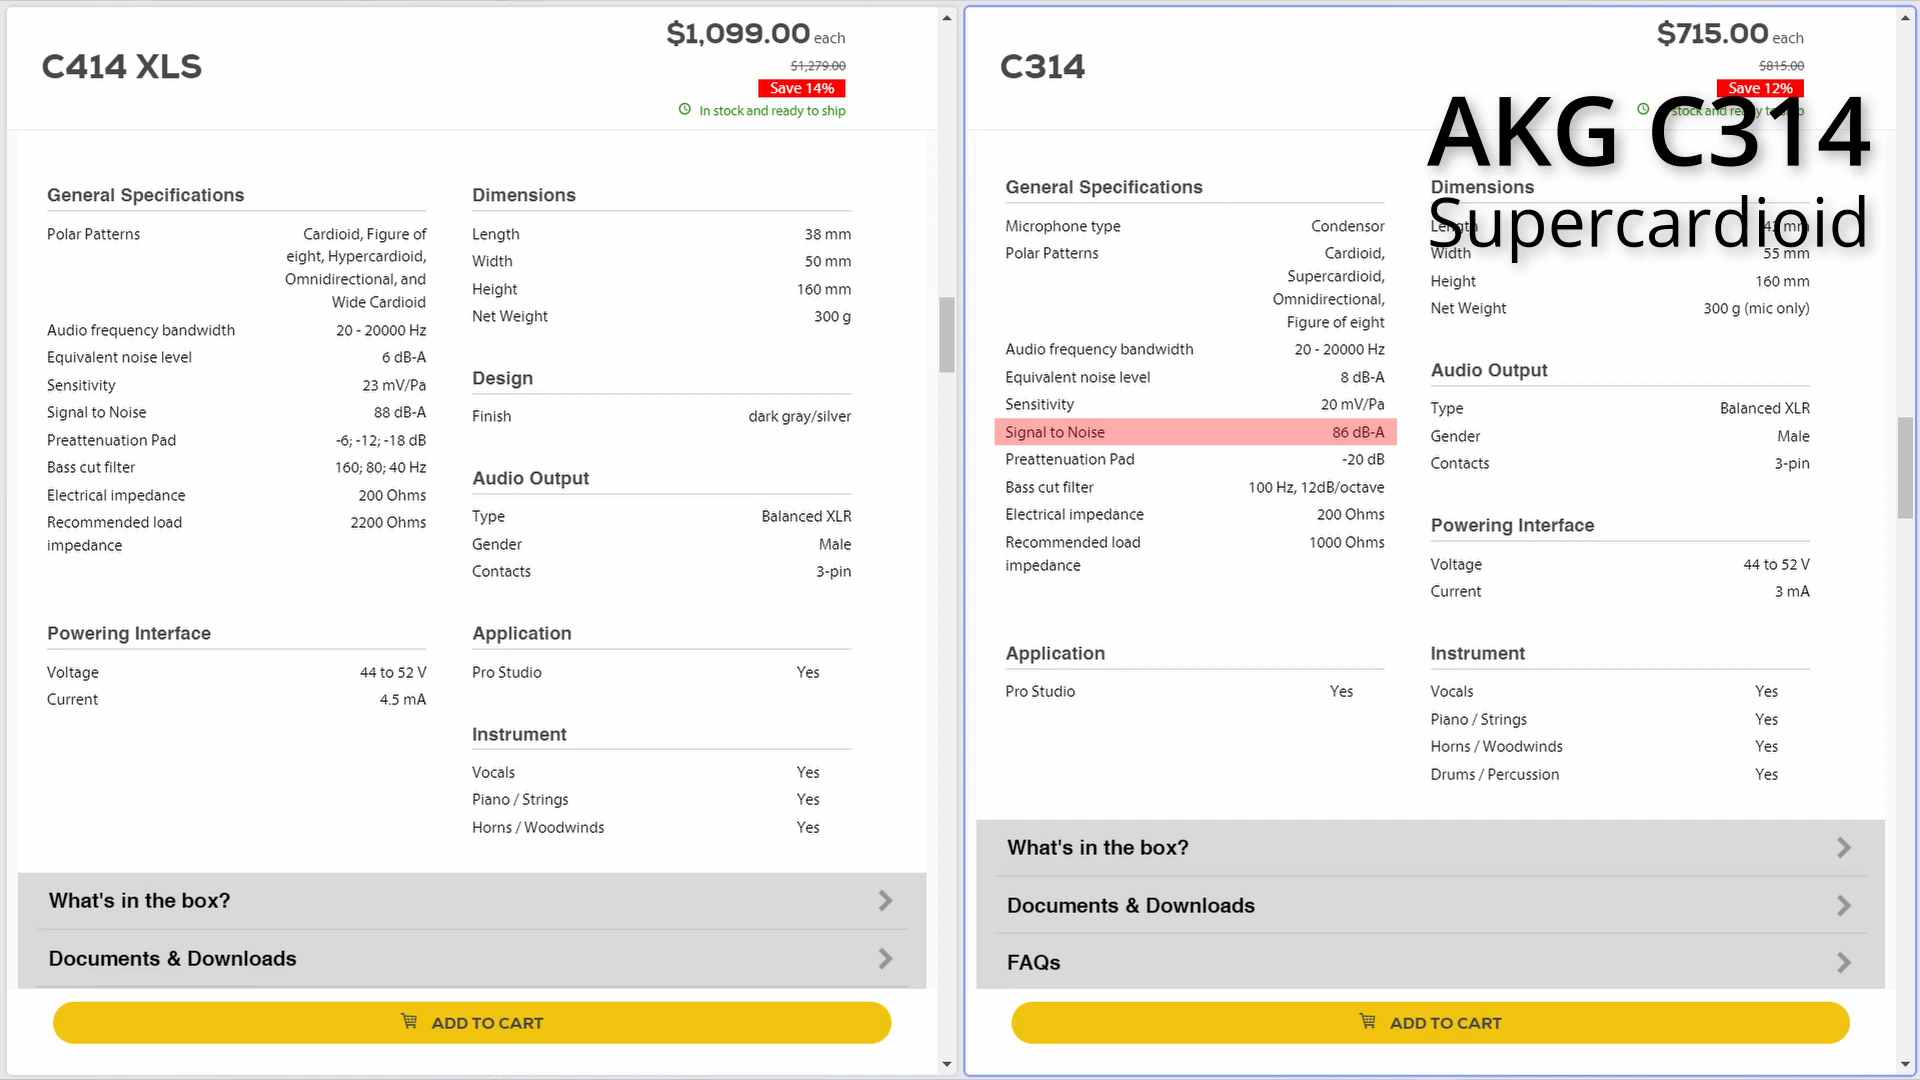 C414 XLS
$1,099.00 each
$1,279.00
Save 14%
In stock and ready to ship
General Specifications
Polar Patterns Cardioid, Figure of
eight, Hypercardioid,
Omnidirectional, and
Wide Cardioid
Audio frequency bandwidth 20 - 20000 Hz
Equivalent noise level 6 dB-A
Sensitivity 23 mV/Pa
Signal to Noise 88 dB-A
Preattenuation Pad -6; -12; -18 dB
Bass cut filter 160; 80; 40 Hz
Electrical impedance 200 Ohms
Recommended load 2200 Ohms
impedance
Powering Interface
Voltage 44 to 52 V
Current 4.5 mA
Dimensions
Length 38 mm
Width 50 mm
Height 160 mm
Net Weight 300 g
Design
Finish dark gray/silver
Audio Output
Type Balanced XLR
Gender Male
Contacts 3-pin
Application
Pro Studio Yes
Instrument
Vocals Yes
Piano / Strings Yes
Horns / Woodwinds Yes
What's in the box?
Documents & Downloads
ADD TO CART
C314
$715.00 each
$815.00
Save 12%
stock and ready to ship
AKG C314
Supercardioid
General Specifications
Microphone type Condensor
Polar Patterns Cardioid,
Supercardioid,
Omnidirectional,
Figure of eight
Audio frequency bandwidth 20 - 20000 Hz
Equivalent noise level 8 dB-A
Sensitivity 20 mV/Pa
Signal to Noise 86 dB-A
Preattenuation Pad -20 dB
Bass cut filter 100 Hz, 12dB/octave
Electrical impedance 200 Ohms
Recommended load 1000 Ohms
impedance
Application
Pro Studio Yes
Dimensions
Length mm
Width 55 mm
Height 160 mm
Net Weight 300 g (mic only)
Audio Output
Type Balanced XLR
Gender Male
Contacts 3-pin
Powering Interface
Voltage 44 to 52 V
Current 3 mA
Instrument
Vocals Yes
Piano / Strings Yes
Horns / Woodwinds Yes
Drums / Percussion Yes
What's in the box?
Documents & Downloads
FAQs
ADD TO CART